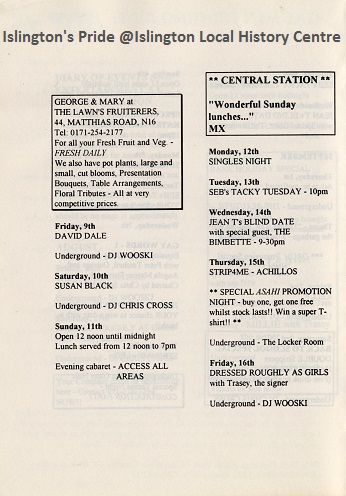 Islington's Pride @Islington Local History Centre
GEORGE & MARY at
THE LAWN'S FRUITERERS,
44, MATTHIAS ROAD, N16
Tel: 0171-254-2177
For all your Fresh Fruit and Veg. -
FRESH DAILY
We also have pot plants, large and
small, cut blooms, Presentation
Bouquets, Table Arrangements,
Floral Tributes - All at very
competitive prices.
Friday, 9th
DAVID DALE
Underground - DJ WOOSKI
Saturday, 10th
SUSAN BLACK
Underground - DJ CHRIS CROSS
Sunday, 11th
Open 12 noon until midnight
Lunch served from 12 noon to 7pm
Evening cabaret - ACCESS ALL
AREAS
** CENTRAL STATION **
"Wonderful Sunday
lunches..."
MX
Monday, 12th
SINGLES NIGHT
Tuesday, 13th
SEB'S TACKY TUESDAY - 10pm
Wednesday, 14th
JEAN T's BLIND DATE
with special guest, THE
BIMBETTE - 9-30pm
Thursday, 15th
STRIP4ME - ACHILLOS
** SPECIAL ASAHI PROMOTION
NIGHT - buy one, get one free
whilst stock lasts!! Win a super T-
shirt!! **
Underground - The Locker Room
Friday, 16th
DRESSED ROUGHLY AS GIRLS
with Trasey, the signer
Underground - DJ WOOSKI